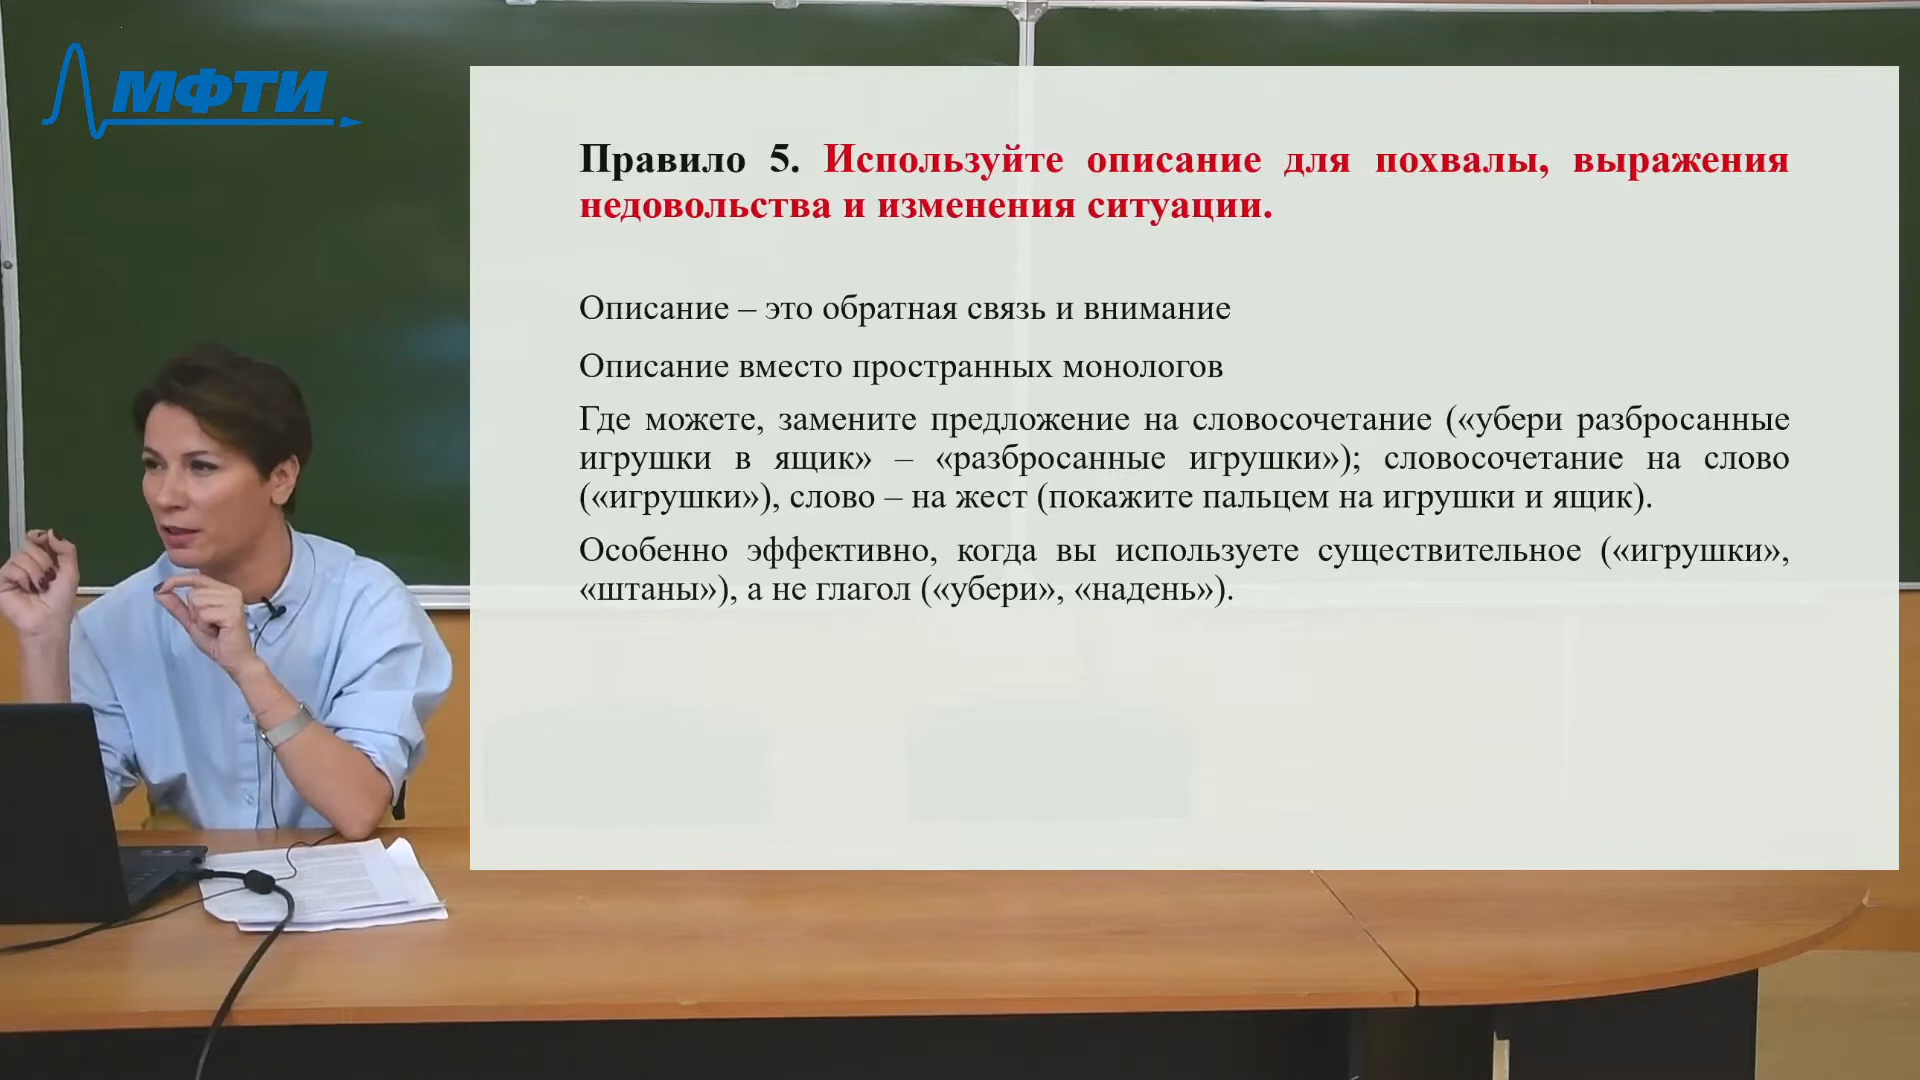 МФТИ
Правило 5. Используйте описание для похвалы, выражения
недовольства и изменения ситуации.
Описание – это обратная связь и внимание
Описание вместо пространных монологов
Где можете, замените предложение на словосочетание («убери разбросанные
игрушки в ящик» – «разбросанные игрушки»); словосочетание на слово
(«игрушки»), слово – на жест (покажите пальцем на игрушки и ящик).
Особенно эффективно, когда вы используете существительное («игрушки»,
«штаны»), а не глагол («убери», «надень»).